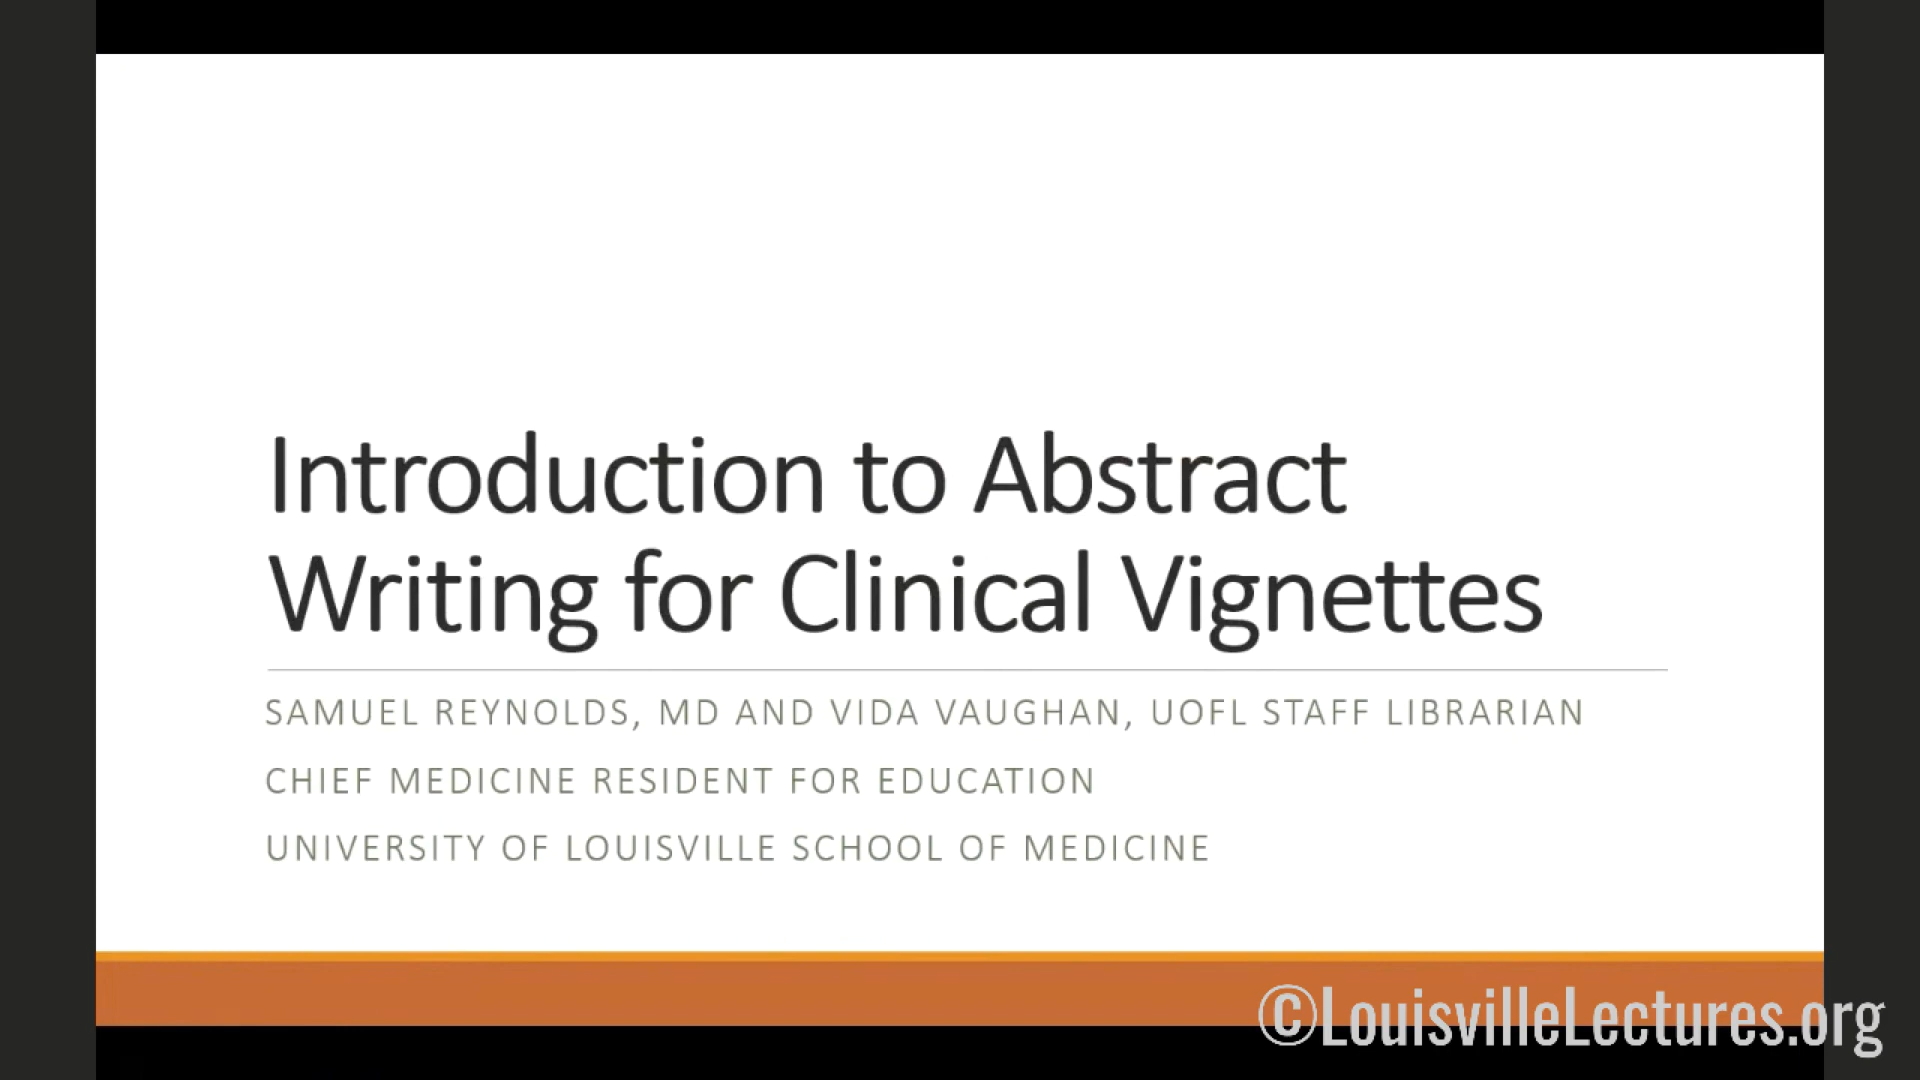 Introduction to Abstract
Writing for Clinical Vignettes
SAMUEL REYNOLDS, MD AND VIDA VAUGHAN, UOFL STAFF LIBRARIAN
CHIEF MEDICINE RESIDENT FOR EDUCATION
UNIVERSITY OF LOUISVILLE SCHOOL OF MEDICINE
©LouisvilleLectures.org